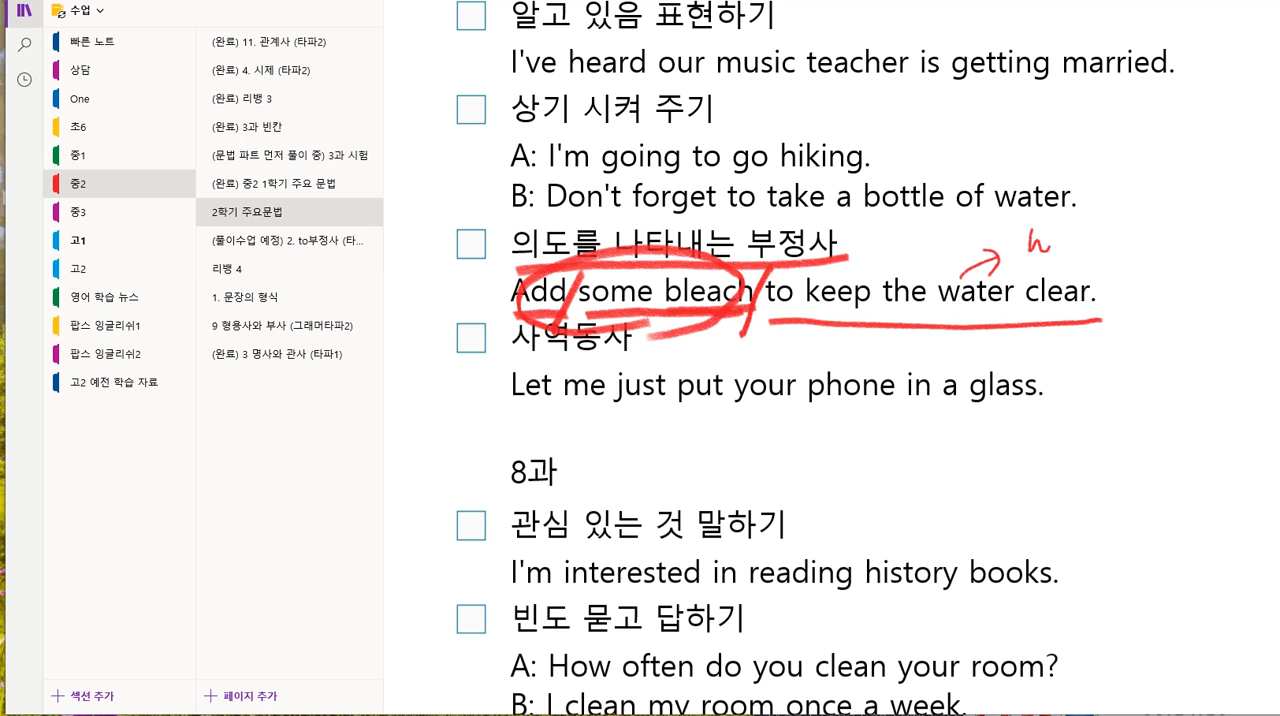 수업
빠른 노트
상담
One
초6
중1
중2
중3
고1
고2
영어 학습 뉴스
팝스 잉글리쉬1
팝스 잉글리쉬2
고2 예전 학습 자료
섹션 추가
(완료) 11. 관계사 (타파2)
(완료) 4. 시제 (타파2)
(완료) 리뱅 3
(완료) 3과 빈칸
(문법 파트 먼저 풀이 중) 3과 시험
(완료) 중2 1학기 주요 문법
2학기 주요문법
(풀이수업 예정) 2. to부정사 (타...
리뱅 4
1. 문장의 형식
9 형용사와 부사 (그래머타파2)
(완료) 3 명사와 관사 (타파1)
페이지 추가
알고 있음 표현하기
I've heard our music teacher is getting married.
상기 시켜 주기
A: I'm going to go hiking.
B: Don't forget to take a bottle of water.
의도를 나타내는 부정사
h
Add some bleach to keep the water clear.
사역동사
Let me just put your phone in a glass.
8과
관심 있는 것 말하기
I'm interested in reading history books.
빈도 묻고 답하기
A: How often do you clean your room?
B: I clean my room once a week.